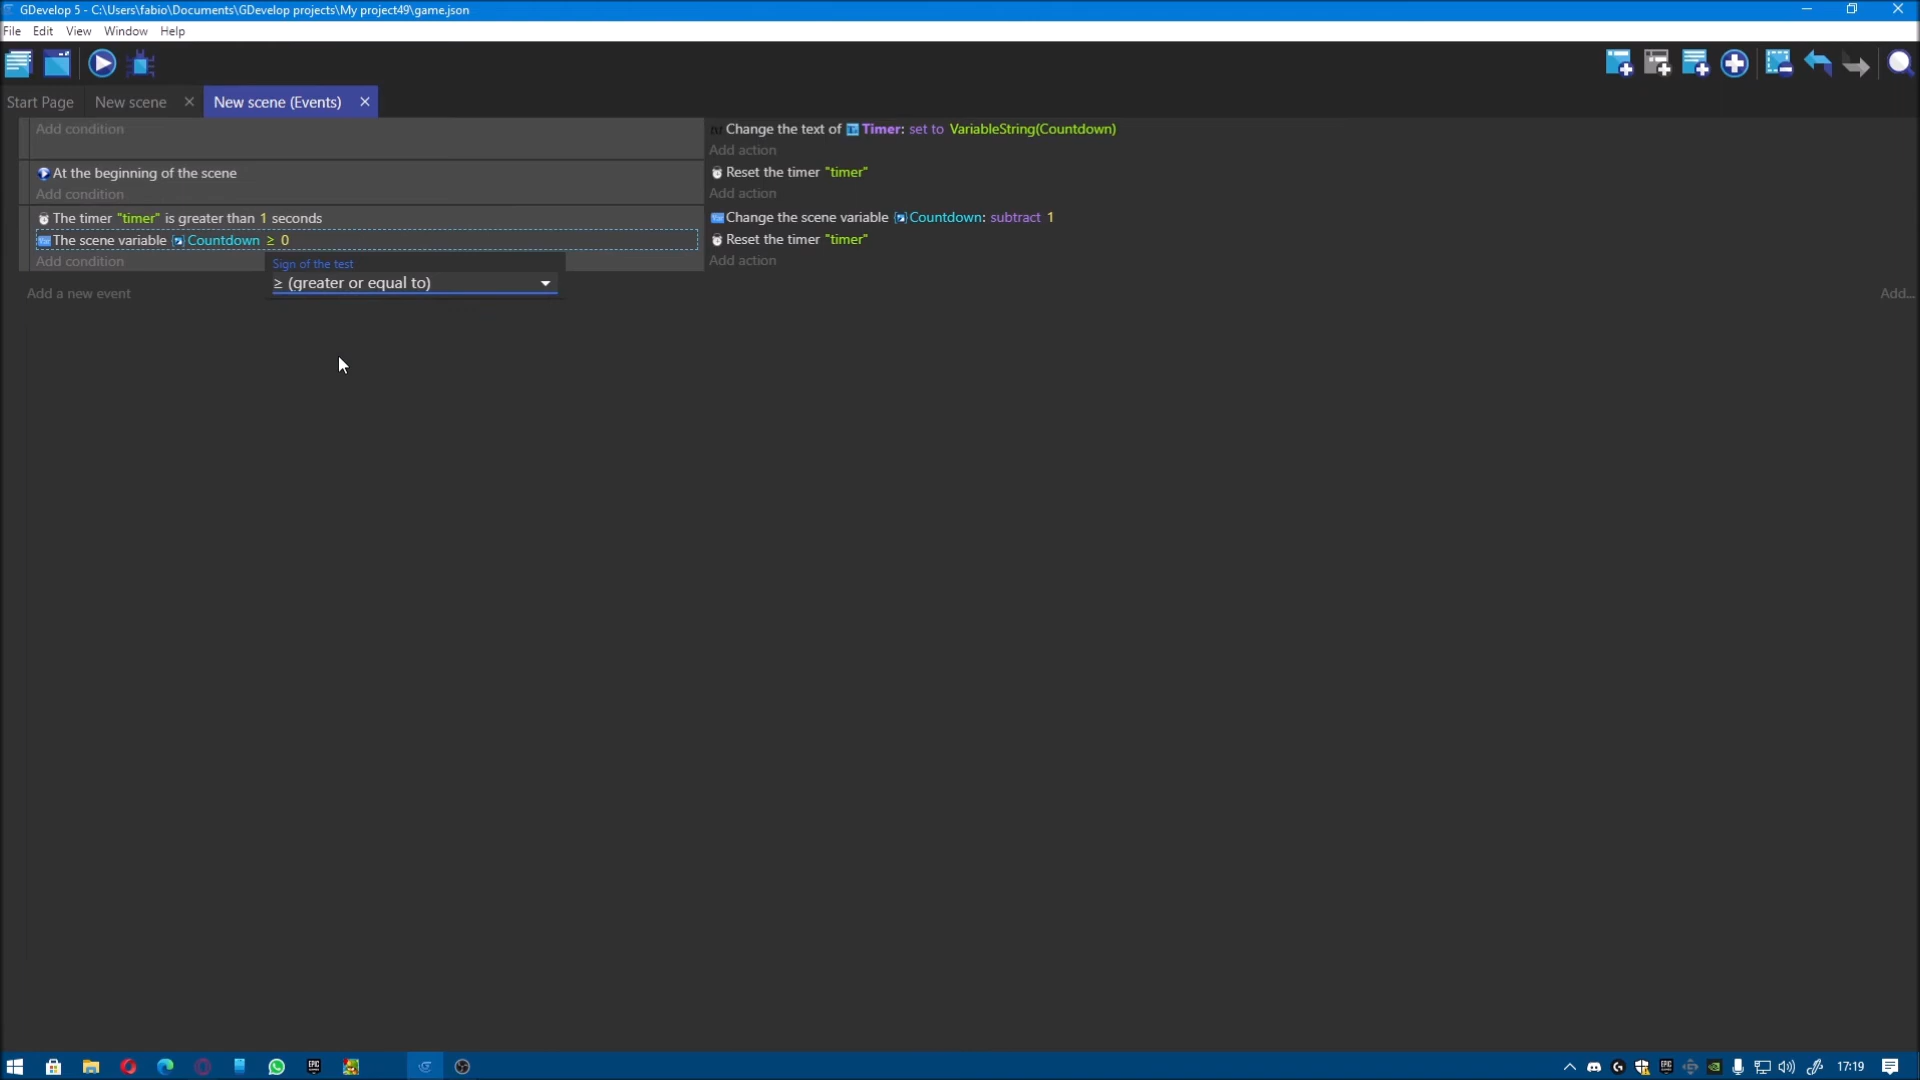 GDevelop 5 - C:\Users\fabio\Documents\GDevelop projects\My project49\game.json
File Edit View Window Help
Start Page New scene New scene (Events)
Add condition
Change the text of Timer: set to VariableString(Countdown)
Add action
At the beginning of the scene
Reset the timer "timer"
Add condition
Add action
The timer "timer" is greater than 1 seconds
Change the scene variable Countdown: subtract 1
The scene variable Countdown ≥ 0
Reset the timer "timer"
Add condition
Add action
Sign of the test
≥ (greater or equal to)
Add a new event
Add...
17:19